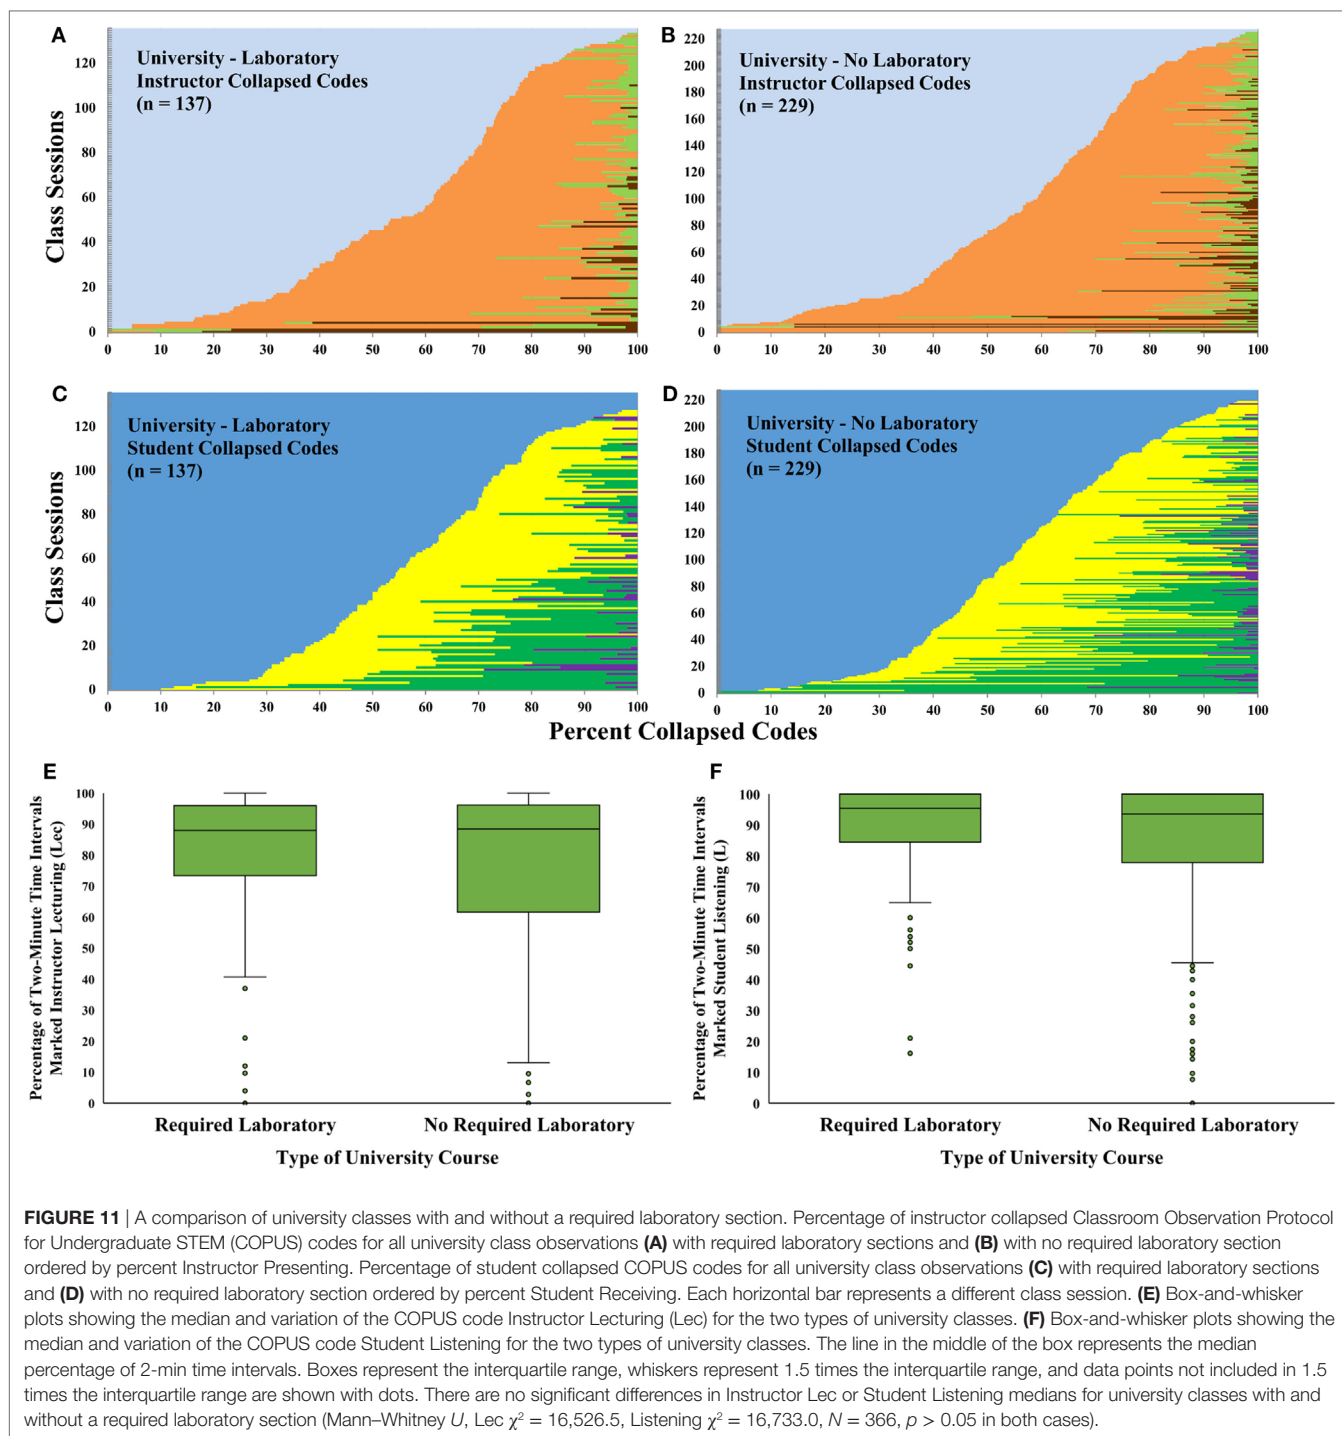 A
University - Laboratory
Instructor Collapsed Codes
(n = 137)
Class Sessions
120
100
80
60
40
20
0
0 10 20 30 40 50 60 70 80 90 100
B
University - No Laboratory
Instructor Collapsed Codes
(n = 229)
220
200
180
160
140
120
100
80
60
40
20
0
0 10 20 30 40 50 60 70 80 90 100
C
University - Laboratory
Student Collapsed Codes
(n = 137)
Class Sessions
120
100
80
60
40
20
0
0 10 20 30 40 50 60 70 80 90 100
D
University - No Laboratory
Student Collapsed Codes
(n = 229)
220
200
180
160
140
120
100
80
60
40
20
0
0 10 20 30 40 50 60 70 80 90 100
Percent Collapsed Codes
E
Percentage of Two-Minute Time Intervals
Marked Instructor Lecturing (Lec)
100
90
80
70
60
50
40
30
20
10
0
Required Laboratory No Required Laboratory
Type of University Course
F
Percentage of Two-Minute Time Intervals
Marked Student Listening (L)
100
90
80
70
60
50
40
30
20
10
0
Required Laboratory No Required Laboratory
Type of University Course
FIGURE 11 | A comparison of university classes with and without a required laboratory section. Percentage of instructor collapsed Classroom Observation Protocol
for Undergraduate STEM (COPUS) codes for all university class observations (A) with required laboratory sections and (B) with no required laboratory section
ordered by percent Instructor Presenting. Percentage of student collapsed COPUS codes for all university class observations (C) with required laboratory sections
and (D) with no required laboratory section ordered by percent Student Receiving. Each horizontal bar represents a different class session. (E) Box-and-whisker
plots showing the median and variation of the COPUS code Instructor Lecturing (Lec) for the two types of university classes. (F) Box-and-whisker plots showing the
median and variation of the COPUS code Student Listening for the two types of university classes. The line in the middle of the box represents the median
percentage of 2-min time intervals. Boxes represent the interquartile range, whiskers represent 1.5 times the interquartile range, and data points not included in 1.5
times the interquartile range are shown with dots. There are no significant differences in Instructor Lec or Student Listening medians for university classes with and
without a required laboratory section (Mann–Whitney U, Lec χ² = 16,526.5, Listening χ² = 16,733.0, N = 366, p > 0.05 in both cases).